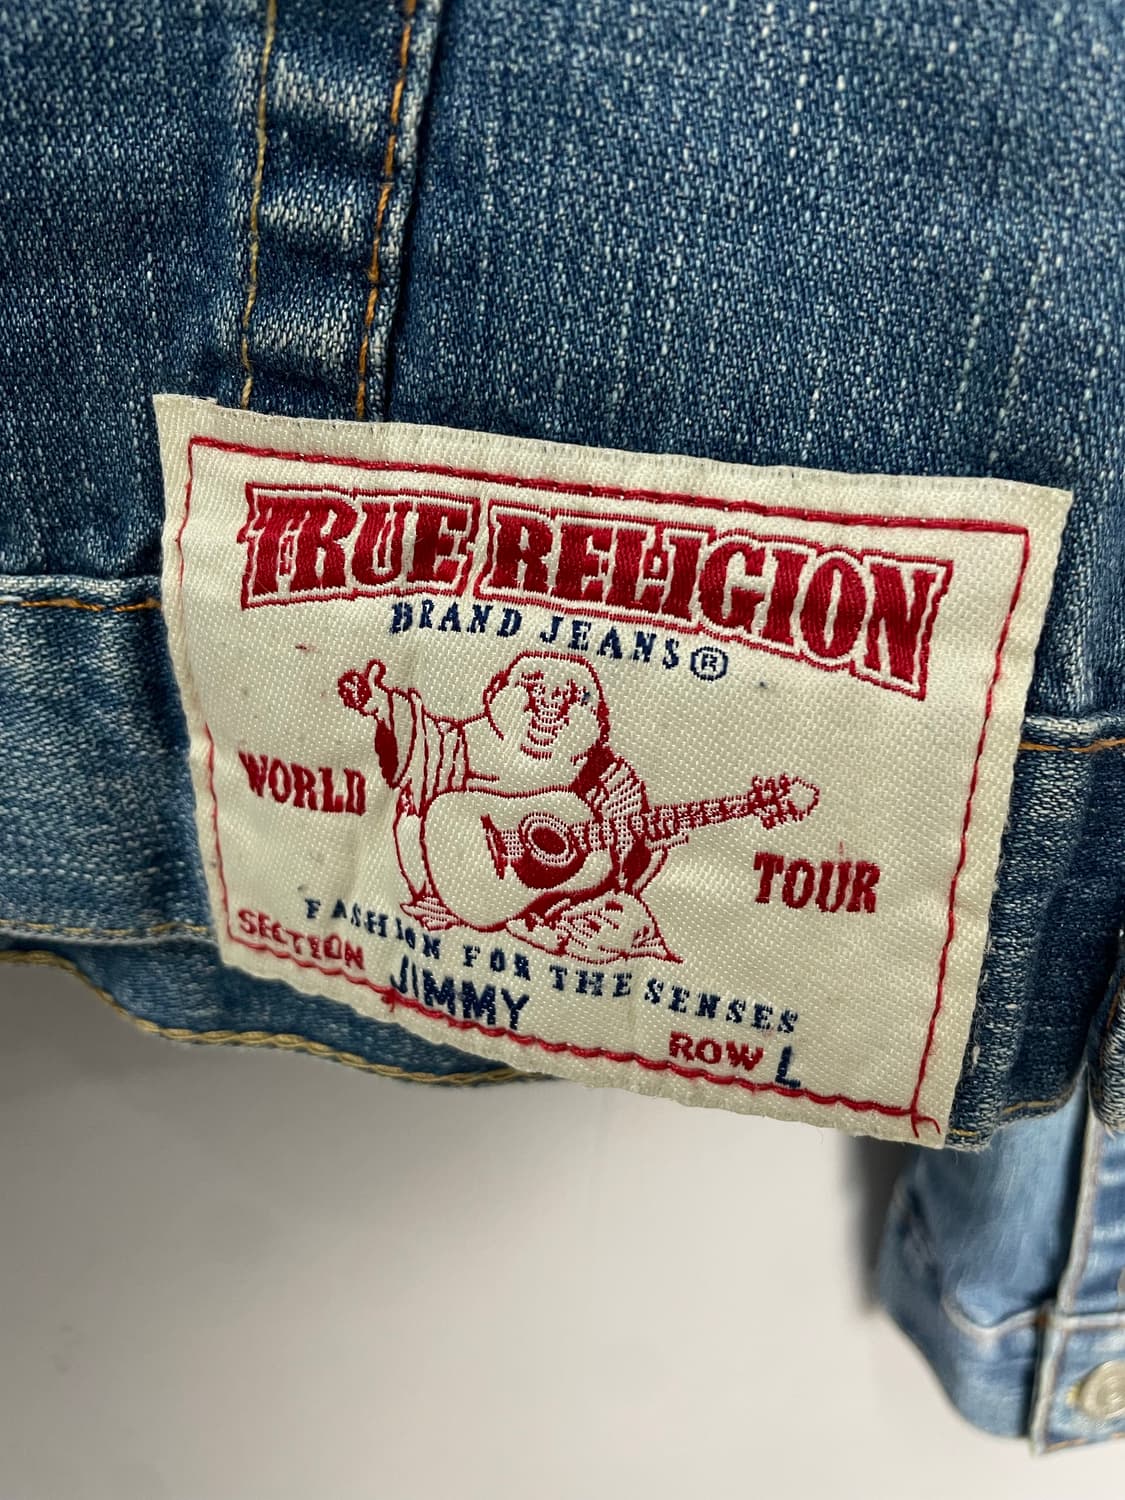 TRUE RELIGION
BRAND JEANS®
WORLD TOUR
FASHION FOR THE SENSES
SECTION JIMMY ROW L